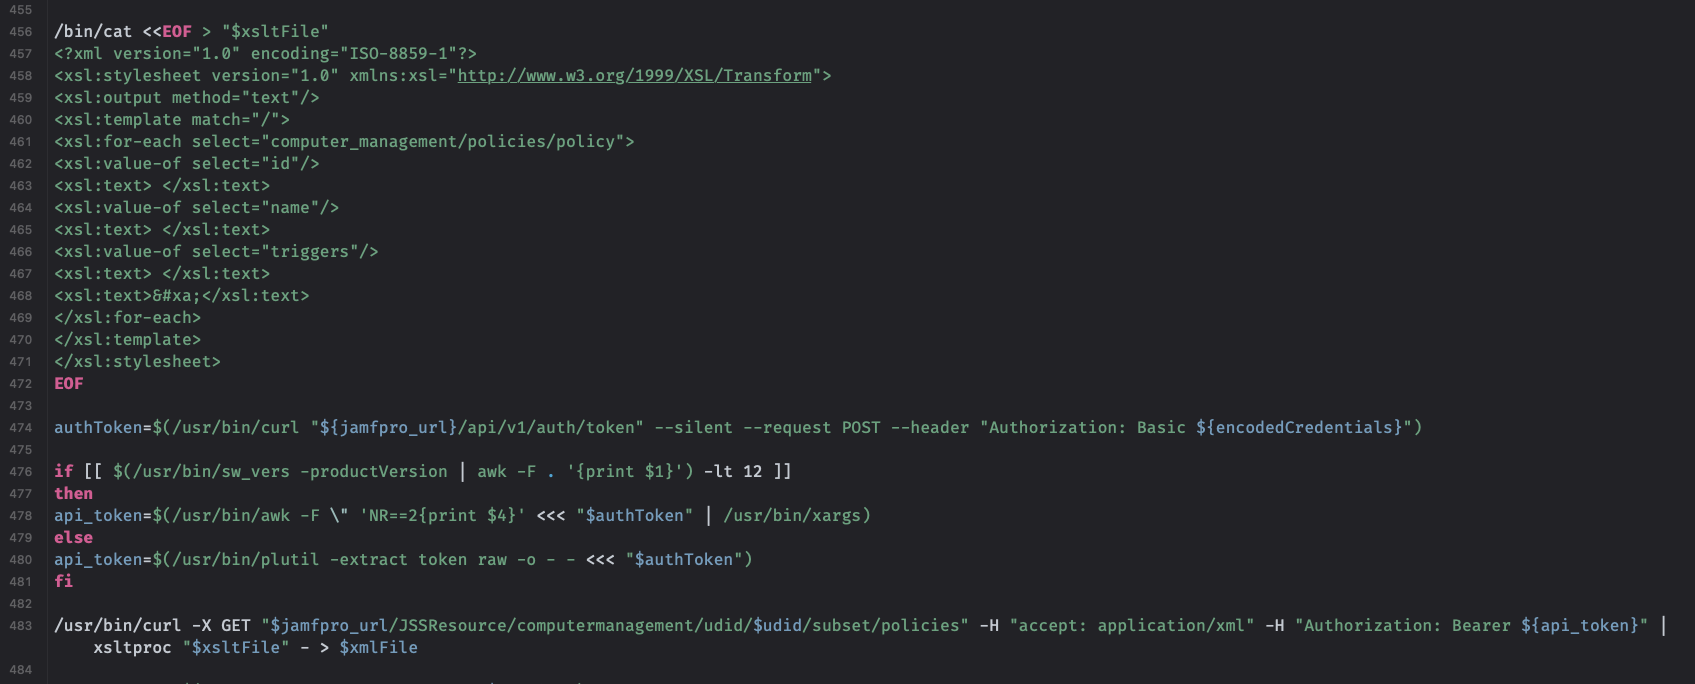 455
456 /bin/cat <<EOF > "$xsltFile"
457 <?xml version="1.0" encoding="ISO-8859-1"?>
458 <xsl:stylesheet version="1.0" xmlns:xsl="http://www.w3.org/1999/XSL/Transform">
459 <xsl:output method="text"/>
460 <xsl:template match="/">
461 <xsl:for-each select="computer_management/policies/policy">
462 <xsl:value-of select="id"/>
463 <xsl:text> </xsl:text>
464 <xsl:value-of select="name"/>
465 <xsl:text> </xsl:text>
466 <xsl:value-of select="triggers"/>
467 <xsl:text> </xsl:text>
468 <xsl:text>&#xa;</xsl:text>
469 </xsl:for-each>
470 </xsl:template>
471 </xsl:stylesheet>
472 EOF
473
474 authToken=$(/usr/bin/curl "${jamfpro_url}/api/v1/auth/token" --silent --request POST --header "Authorization: Basic ${encodedCredentials}")
475
476 if [[ $(/usr/bin/sw_vers -productVersion | awk -F . '{print $1}') -lt 12 ]]
477 then
478 api_token=$(/usr/bin/awk -F \" 'NR==2{print $4}' <<< "$authToken" | /usr/bin/xargs)
479 else
480 api_token=$(/usr/bin/plutil -extract token raw -o - - <<< "$authToken")
481 fi
482
483 /usr/bin/curl -X GET "$jamfpro_url/JSSResource/computermanagement/udid/$udid/subset/policies" -H "accept: application/xml" -H "Authorization: Bearer ${api_token}" |
xsltproc "$xsltFile" - > $xmlFile
484